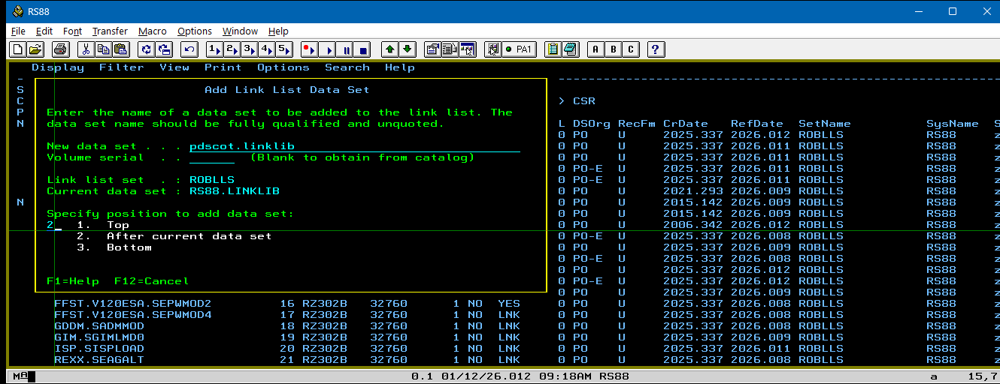 RS88
File Edit Font Transfer Macro Options Window Help
1 2 3 4 5 PA1 A B C ?
Display Filter View Print Options Search Help
S Add Link List Data Set
C > CSR
P Enter the name of a data set to be added to the link list. The
N data set name should be fully qualified and unquoted. L DSOrg RecFm CrDate RefDate SetName SysName S
0 PO U 2025.337 2026.012 ROBLLS RS88 z
New data set . . . pdscot.linklib 0 PO U 2025.337 2026.011 ROBLLS RS88 z
Volume serial . . ______ (Blank to obtain from catalog) 0 PO U 2025.337 2026.011 ROBLLS RS88 z
0 PO-E U 2025.337 2026.011 ROBLLS RS88 z
Link list set . : ROBLLS 0 PO-E U 2025.337 2026.011 ROBLLS RS88 z
Current data set : RS88.LINKLIB 0 PO U 2021.293 2026.009 ROBLLS RS88 z
N 0 PO U 2015.142 2026.009 ROBLLS RS88 z
Specify position to add data set: 0 PO U 2015.142 2026.009 ROBLLS RS88 z
2_ 1. Top 0 PO U 2006.342 2026.012 ROBLLS RS88 z
2. After current data set 0 PO-E U 2025.337 2026.008 ROBLLS RS88 z
3. Bottom 0 PO U 2025.337 2026.009 ROBLLS RS88 z
0 PO-E U 2025.337 2026.008 ROBLLS RS88 z
0 PO U 2025.337 2026.012 ROBLLS RS88 z
F1=Help F12=Cancel 0 PO-E U 2025.337 2026.012 ROBLLS RS88 z
0 PO U 2025.337 2026.009 ROBLLS RS88 z
FFST.V120ESA.SEPWMOD2 16 RZ302B 32760 1 NO YES 0 PO U 2025.337 2026.008 ROBLLS RS88 z
FFST.V120ESA.SEPWMOD4 17 RZ302B 32760 1 NO LNK 0 PO U 2025.337 2026.008 ROBLLS RS88 z
GDDM.SADMMOD 18 RZ302B 32760 1 NO LNK 0 PO U 2025.337 2026.008 ROBLLS RS88 z
GIM.SGIMLMD0 19 RZ302B 32760 1 NO LNK 0 PO U 2025.337 2026.009 ROBLLS RS88 z
ISP.SISPLOAD 20 RZ302B 32760 1 NO LNK 0 PO U 2025.337 2026.011 ROBLLS RS88 z
REXX.SEAGALT 21 RZ302B 32760 1 NO LNK 0 PO U 2025.337 2026.008 ROBLLS RS88 z
MA 0.1 01/12/26.012 09:18AM RS88 a 15,7